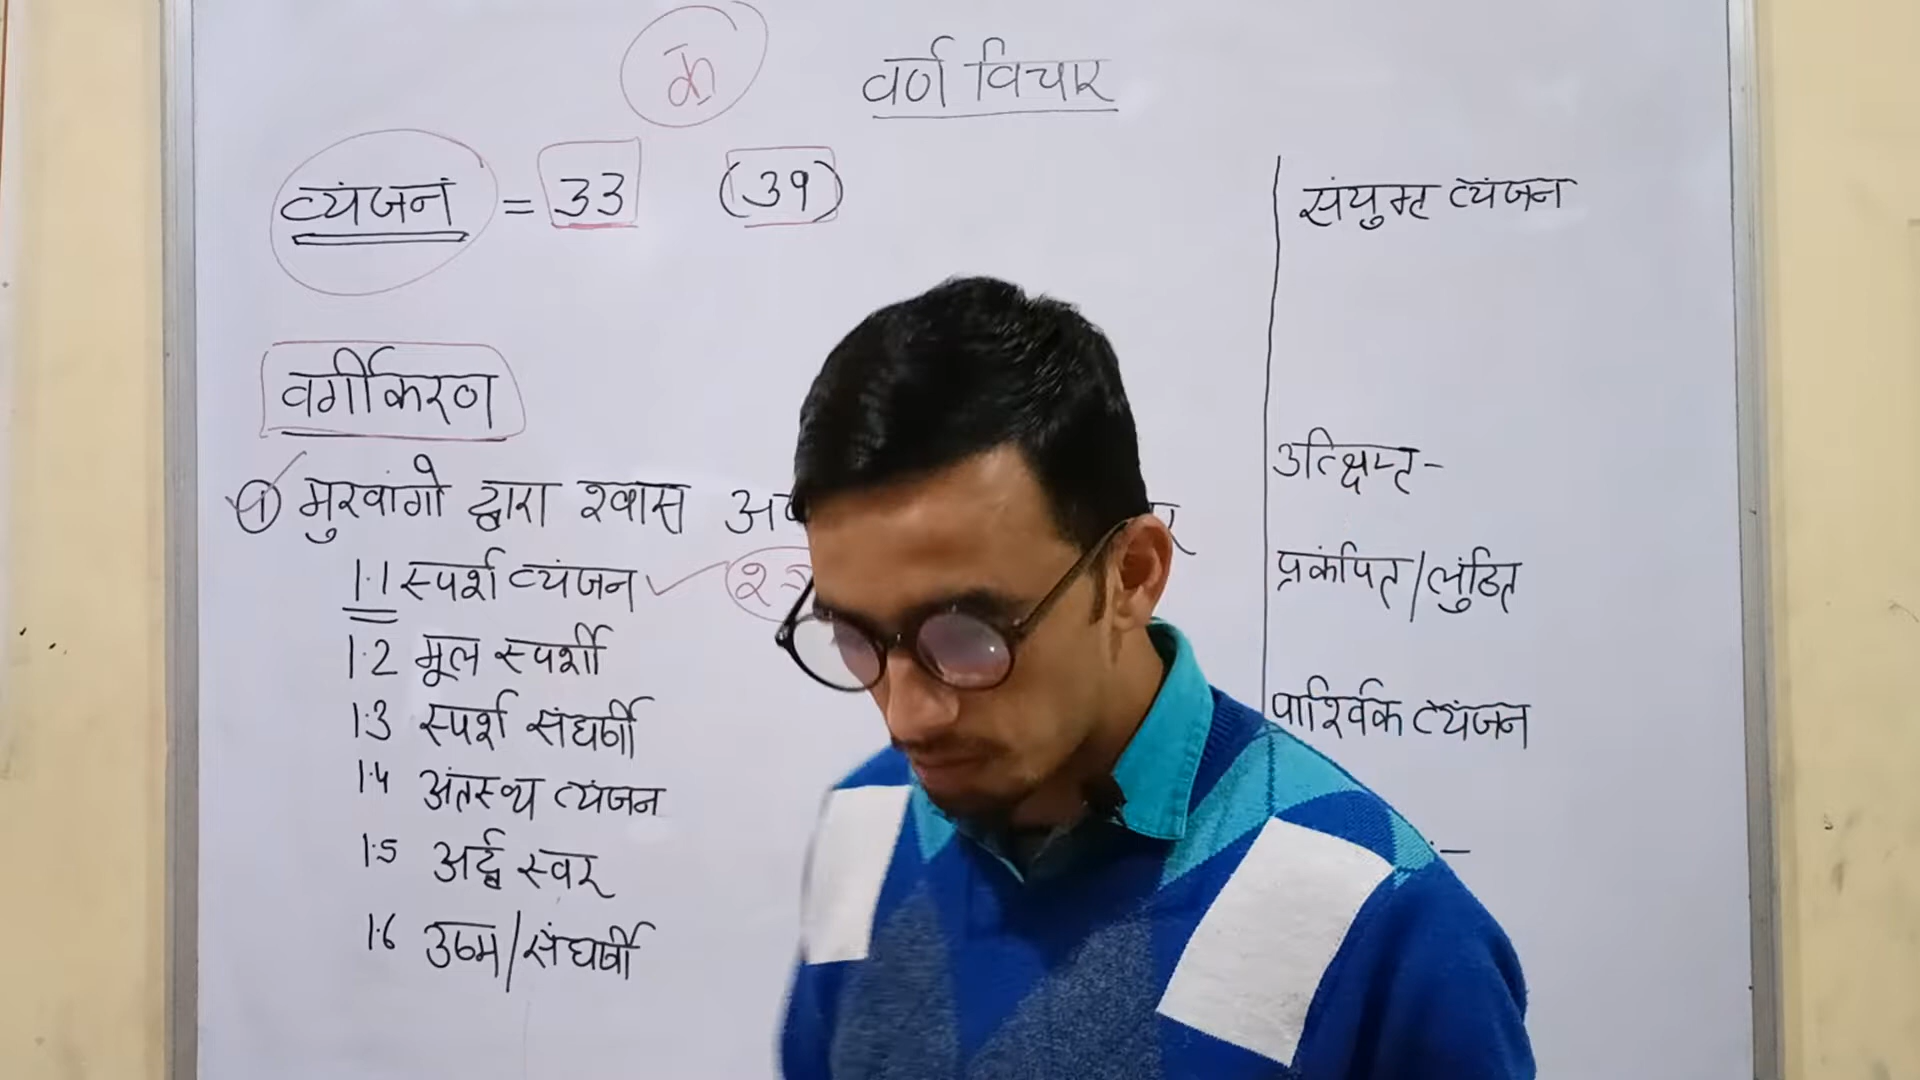 क
वर्ण विचार
व्यंजन = 33 (39)
वर्गीकरण
① मुखांगो द्वारा श्वास
1.1 स्पर्श व्यंजन
1.2 मूल स्पर्शी
1.3 स्पर्श संघर्षी
1.4 अंतस्थ व्यंजन
1.5 अर्द्ध स्वर
1.6 उष्म/संघर्षी
संयुक्त व्यंजन
उत्क्षिप्त-
प्रकंपित/लुंठित
पार्श्विक व्यंजन